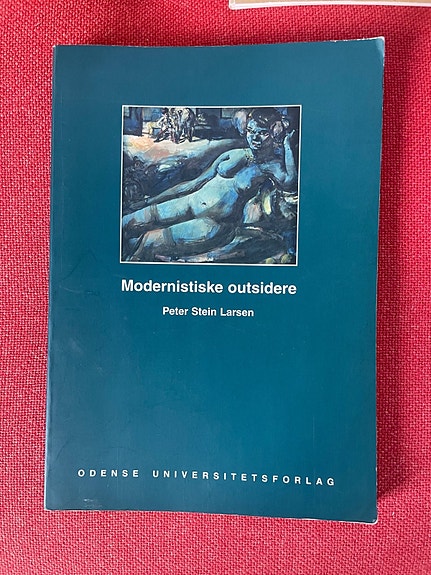 Modernistiske outsidere
Peter Stein Larsen
ODENSE UNIVERSITETSFORLAG